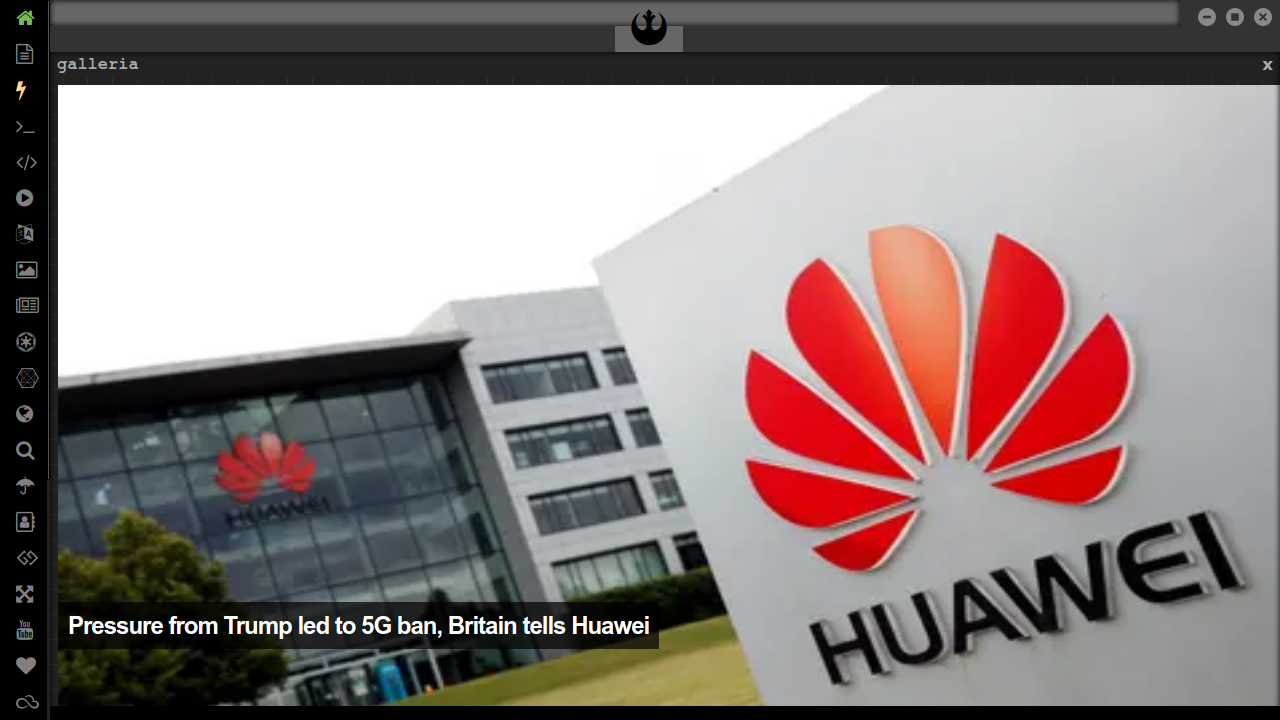 galleria
x
HUAWEI
Pressure from Trump led to 5G ban, Britain tells Huawei
HUAWEI
You
Tube